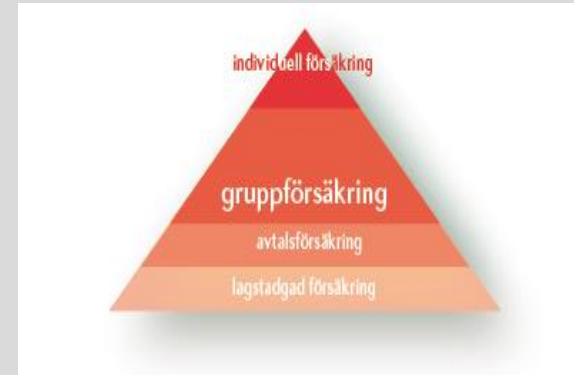 individuell försäkring
gruppförsäkring
avtalsförsäkring
lagstadgad försäkring